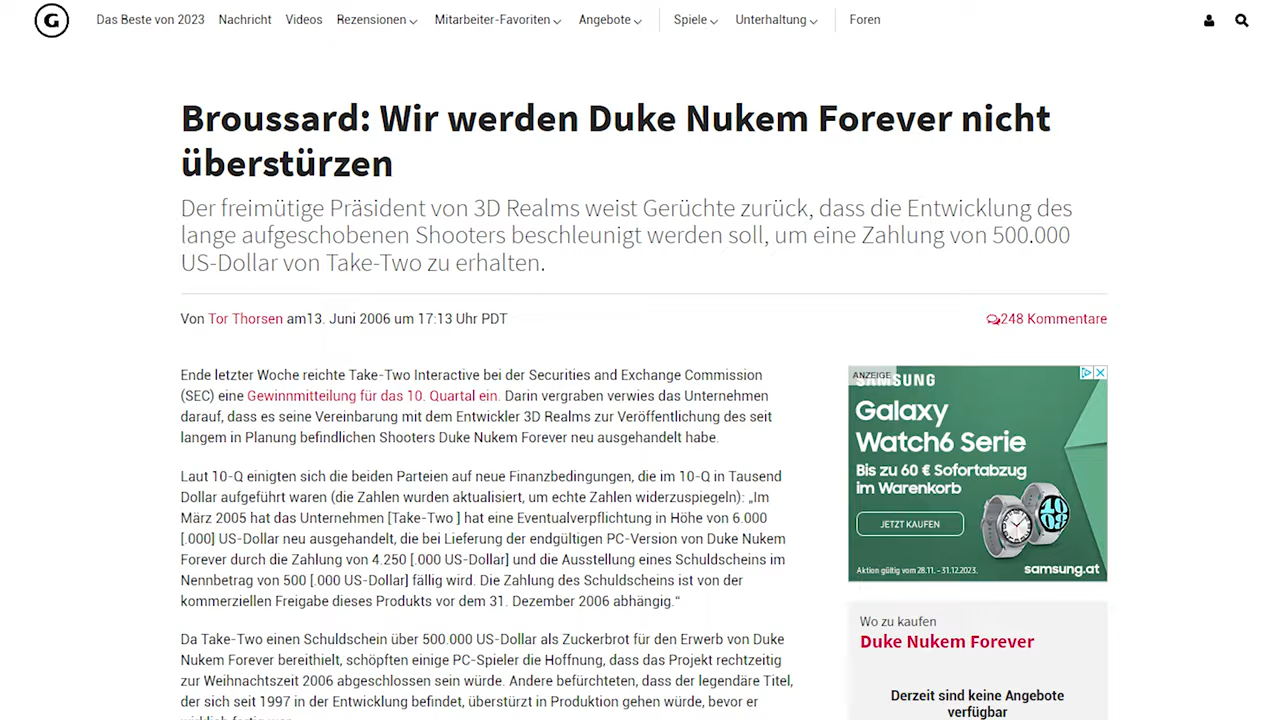 G Das Beste von 2023 Nachricht Videos Rezensionen Mitarbeiter-Favoriten Angebote Spiele Unterhaltung Foren
Broussard: Wir werden Duke Nukem Forever nicht
überstürzen
Der freimütige Präsident von 3D Realms weist Gerüchte zurück, dass die Entwicklung des
lange aufgeschobenen Shooters beschleunigt werden soll, um eine Zahlung von 500.000
US-Dollar von Take-Two zu erhalten.
Von Tor Thorsen am13. Juni 2006 um 17:13 Uhr PDT
248 Kommentare
Ende letzter Woche reichte Take-Two Interactive bei der Securities and Exchange Commission
(SEC) eine Gewinnmitteilung für das 10. Quartal ein. Darin vergraben verwies das Unternehmen
darauf, dass es seine Vereinbarung mit dem Entwickler 3D Realms zur Veröffentlichung des seit
langem in Planung befindlichen Shooters Duke Nukem Forever neu ausgehandelt habe.
Laut 10-Q einigten sich die beiden Parteien auf neue Finanzbedingungen, die im 10-Q in Tausend
Dollar aufgeführt waren (die Zahlen wurden aktualisiert, um echte Zahlen widerzuspiegeln): „Im
März 2005 hat das Unternehmen [Take-Two ] hat eine Eventualverpflichtung in Höhe von 6.000
[.000] US-Dollar neu ausgehandelt, die bei Lieferung der endgültigen PC-Version von Duke Nukem
Forever durch die Zahlung von 4.250 [.000 US-Dollar] und die Ausstellung eines Schuldscheins im
Nennbetrag von 500 [.000 US-Dollar] fällig wird. Die Zahlung des Schuldscheins ist von der
kommerziellen Freigabe dieses Produkts vor dem 31. Dezember 2006 abhängig.“
Da Take-Two einen Schuldschein über 500.000 US-Dollar als Zuckerbrot für den Erwerb von Duke
Nukem Forever bereithielt, schöpften einige PC-Spieler die Hoffnung, dass das Projekt rechtzeitig
zur Weihnachtszeit 2006 abgeschlossen sein würde. Andere befürchteten, dass der legendäre Titel,
der sich seit 1997 in der Entwicklung befindet, überstürzt in Produktion gehen würde, bevor er
ANZEIGE
SAMSUNG
Galaxy
Watch6 Serie
Bis zu 60 € Sofortabzug
im Warenkorb
JETZT KAUFEN
Aktion gültig vom 28.11. - 31.12.2023.
samsung.at
Wo zu kaufen
Duke Nukem Forever
Derzeit sind keine Angebote
verfügbar